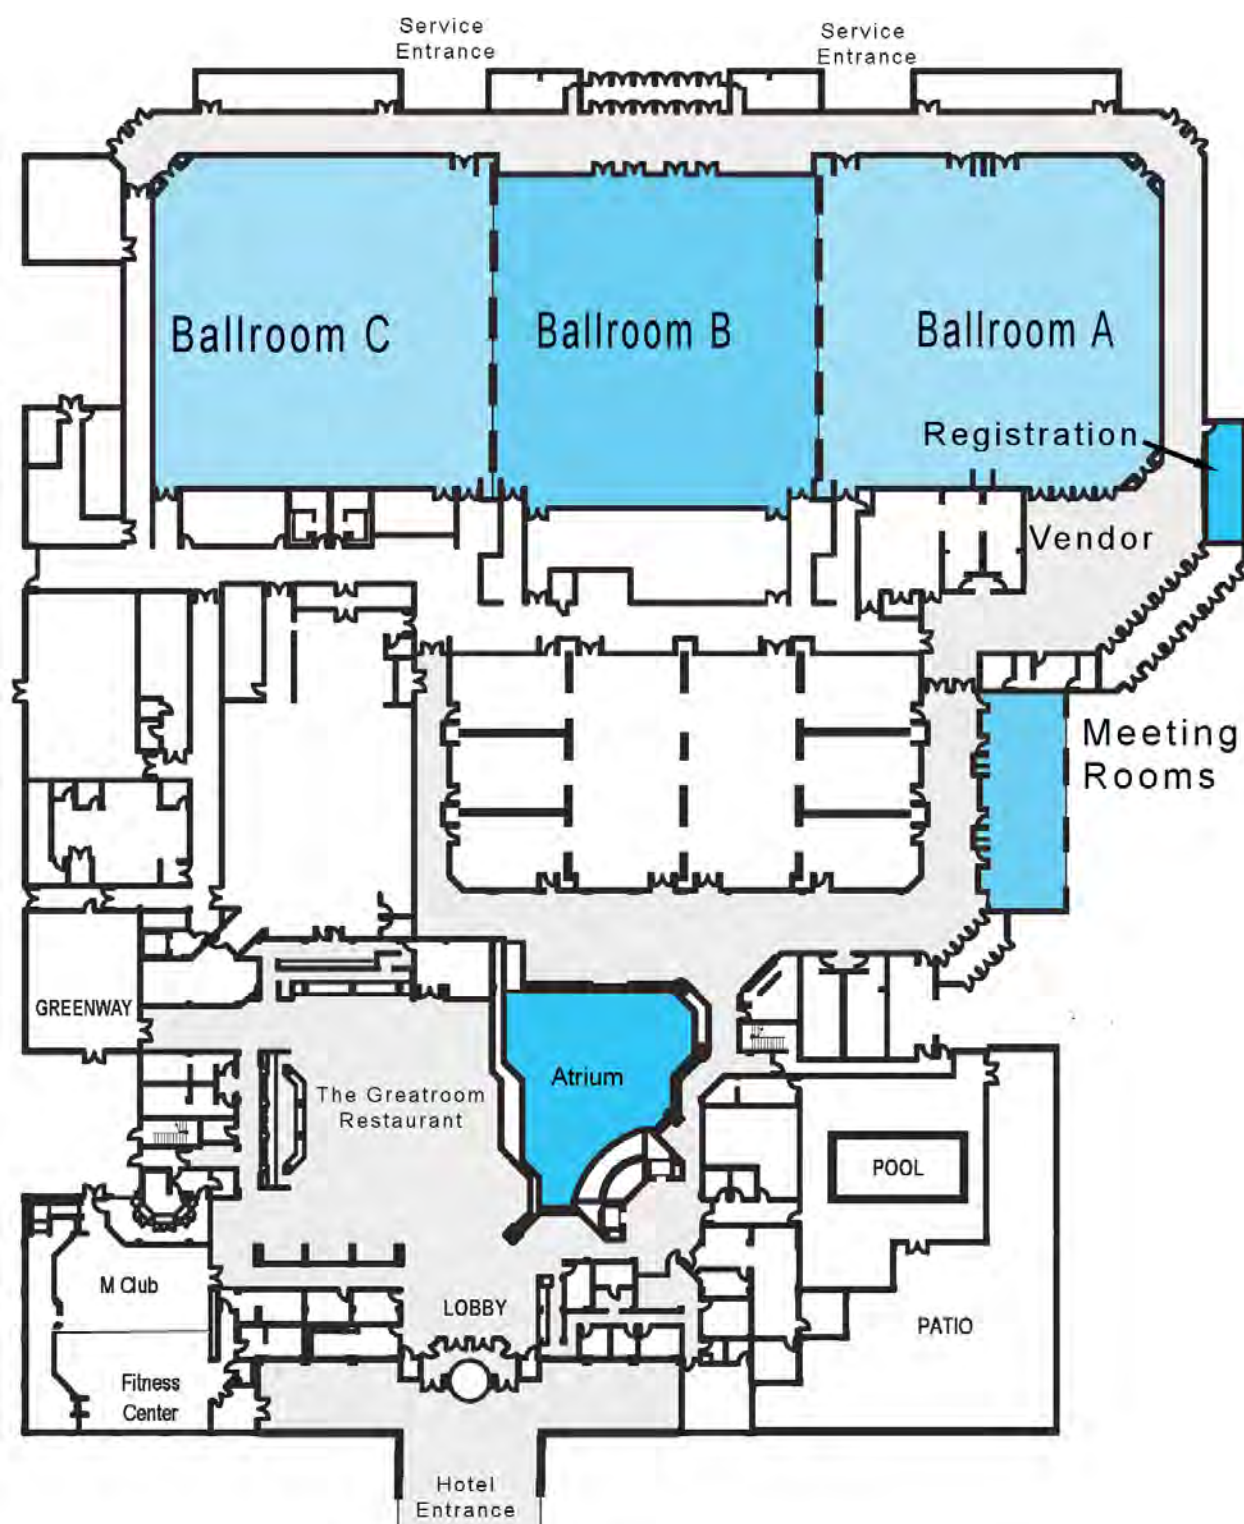 Service
Entrance
Service
Entrance
Ballroom C
Ballroom B
Ballroom A
Registration
Vendor
Meeting
Rooms
GREENWAY
Atrium
The Greatroom
Restaurant
POOL
M Club
LOBBY
PATIO
Fitness
Center
Hotel
Entrance